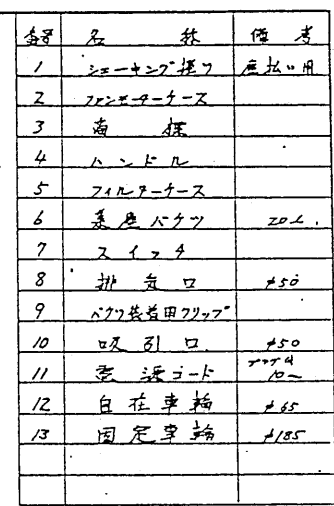 番号 名称 備考
1 シェーキング握り 塵払い用
2 ファンモーターケース
3 本体
4 ハンドル
5 フィルターケース
6 集塵バケツ 20L.
7 スイッチ
8 排気口 φ50
9 バケツ装着用クリップ
10 吸引口 φ50
11 電源コード 10m
12 自在車輪 φ65
13 固定車輪 φ185